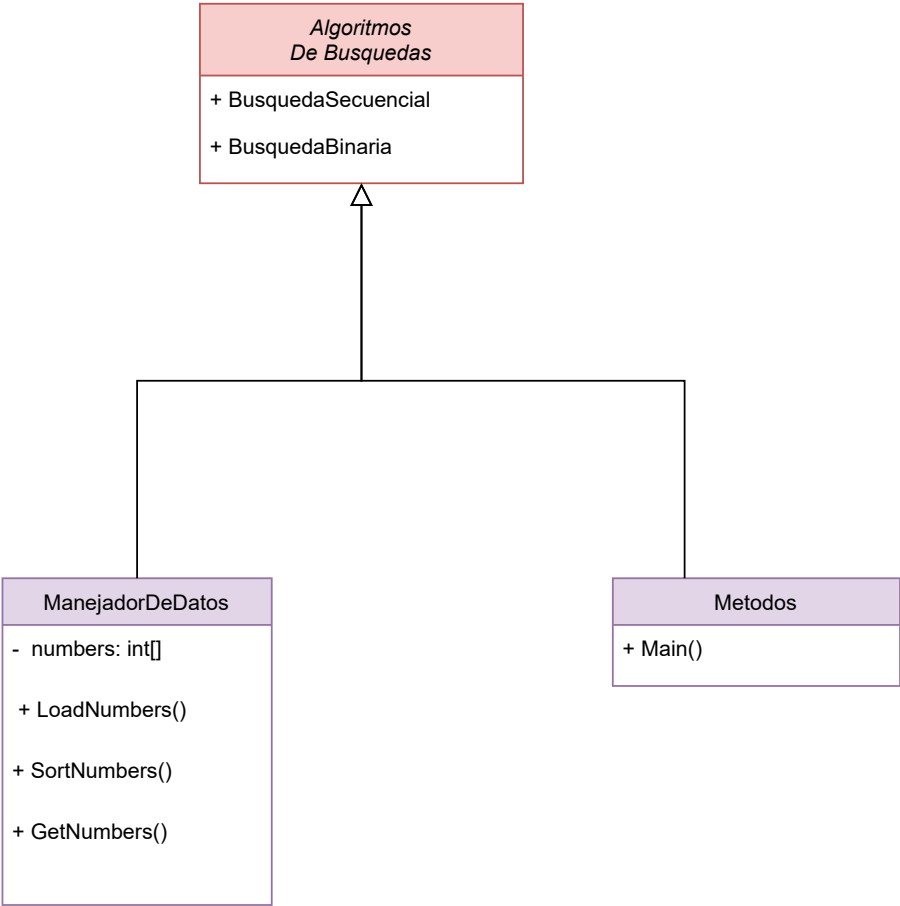 Algoritmos
De Busquedas
+ BusquedaSecuencial
+ BusquedaBinaria
ManejadorDeDatos
- numbers: int[]
+ LoadNumbers()
+ SortNumbers()
+ GetNumbers()
Metodos
+ Main()